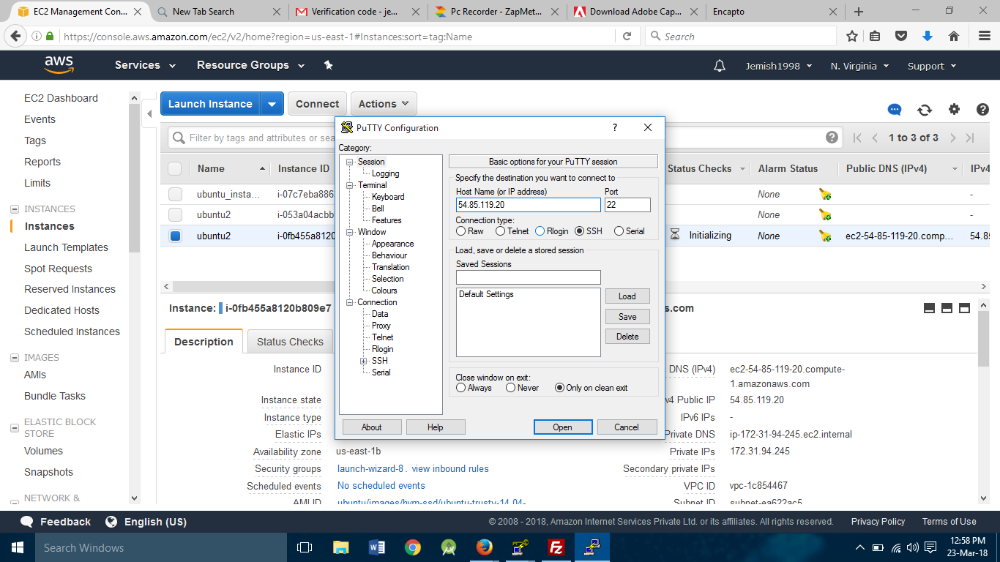 EC2 Management Con...
New Tab Search
Verification code - je...
Pc Recorder - ZapMet...
Download Adobe Cap...
Encapto
https://console.aws.amazon.com/ec2/v2/home?region=us-east-1#Instances:sort=tag:Name
Search
aws
Services
Resource Groups
Jemish1998
N. Virginia
Support
EC2 Dashboard
Events
Tags
Reports
Limits
INSTANCES
Instances
Launch Templates
Spot Requests
Reserved Instances
Dedicated Hosts
Scheduled Instances
IMAGES
AMIs
Bundle Tasks
ELASTIC BLOCK
STORE
Volumes
Snapshots
NETWORK &
Launch Instance
Connect
Actions
Filter by tags and attributes or sea
1 to 3 of 3
Name
Instance ID
Status Checks
Alarm Status
Public DNS (IPv4)
IPv4
ubuntu_insta...
i-07c7eba886
None
-
ubuntu2
i-053a04acbb
None
-
ubuntu2
i-0fb455a8120
Initializing
None
ec2-54-85-119-20.comp...
54.85
PuTTY Configuration
?
Category:
Session
Logging
Terminal
Keyboard
Bell
Features
Window
Appearance
Behaviour
Translation
Selection
Colours
Connection
Data
Proxy
Telnet
Rlogin
SSH
Serial
Basic options for your PuTTY session
Specify the destination you want to connect to
Host Name (or IP address)
Port
54.85.119.20
22
Connection type:
Raw
Telnet
Rlogin
SSH
Serial
Load, save or delete a stored session
Saved Sessions
Default Settings
Load
Save
Delete
Close window on exit:
Always
Never
Only on clean exit
About
Help
Open
Cancel
Instance:
i-0fb455a8120b809e7
s.com
Description
Status Checks
Instance ID
Instance state
Instance type
Elastic IPs
Availability zone
us-east-1b
Security groups
launch-wizard-8 . view inbound rules
Scheduled events
No scheduled events
AMI ID
ubuntu/images/hvm-ssd/ubuntu-trusty-14.04-
DNS (IPv4)
ec2-54-85-119-20.compute-
1.amazonaws.com
v4 Public IP
54.85.119.20
IPv6 IPs
-
Private DNS
ip-172-31-94-245.ec2.internal
Private IPs
172.31.94.245
Secondary private IPs
VPC ID
vpc-1c854467
Subnet ID
subnet-ea622ac5
Feedback
English (US)
© 2008 - 2018, Amazon Internet Services Private Ltd. or its affiliates. All rights reserved.
Privacy Policy
Terms of Use
Search Windows
12:58 PM
23-Mar-18